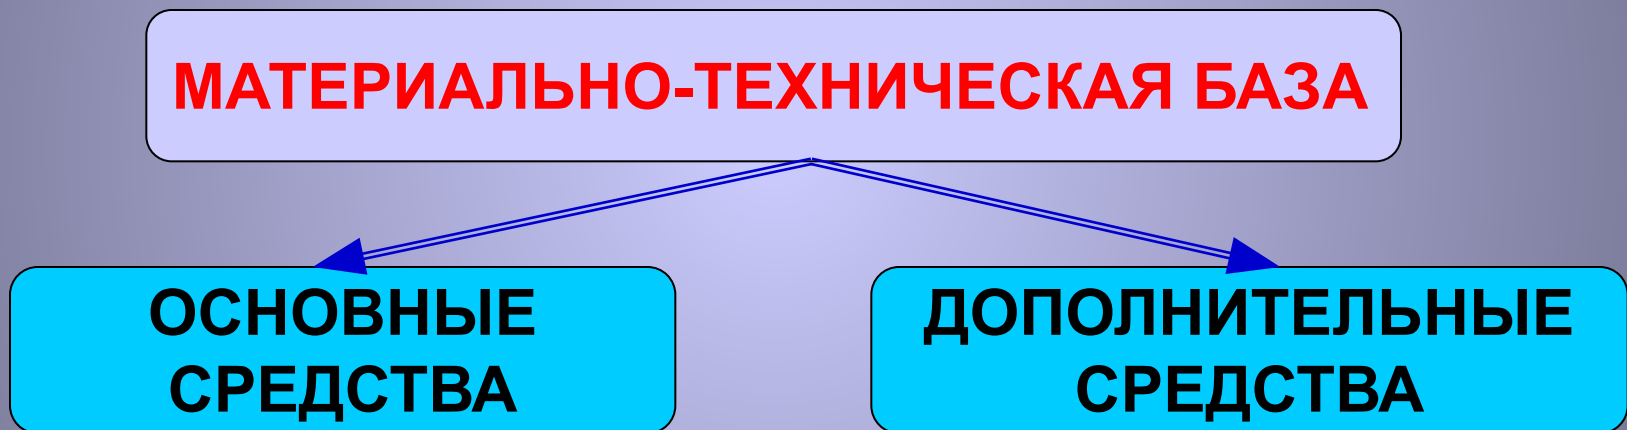 МАТЕРИАЛЬНО-ТЕХНИЧЕСКАЯ БАЗА
ОСНОВНЫЕ
СРЕДСТВА
ДОПОЛНИТЕЛЬНЫЕ
СРЕДСТВА